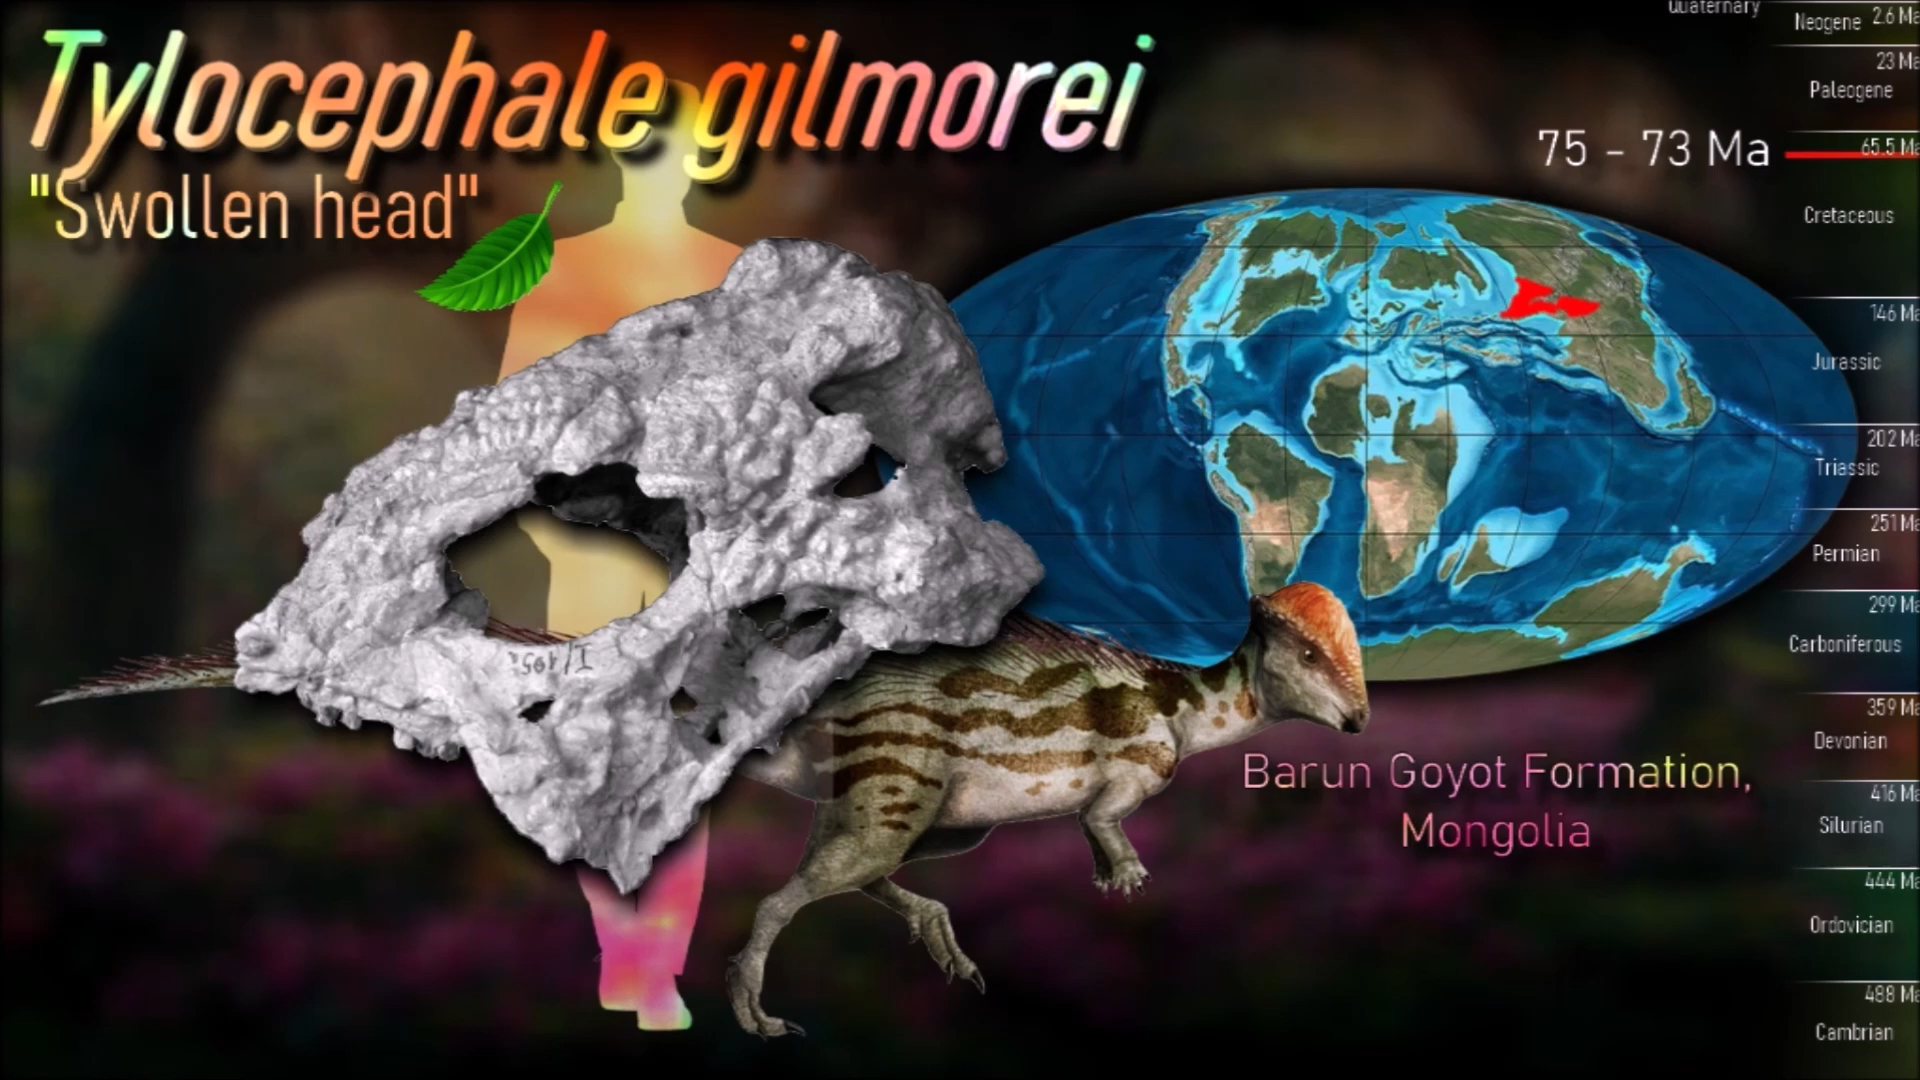 Tylocephale gilmorei
"Swollen head"
75 - 73 Ma
Barun Goyot Formation,
Mongolia
Quaternary
2.6 Ma
Neogene
23 Ma
Paleogene
65.5 Ma
Cretaceous
146 Ma
Jurassic
202 Ma
Triassic
251 Ma
Permian
299 Ma
Carboniferous
359 Ma
Devonian
416 Ma
Silurian
444 Ma
Ordovician
488 Ma
Cambrian